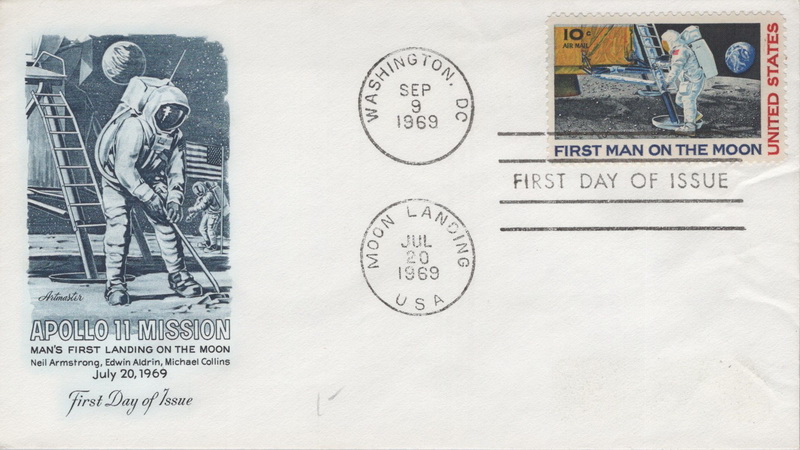 Artmaster
APOLLO 11 MISSION
MAN'S FIRST LANDING ON THE MOON
Neil Armstrong, Edwin Aldrin, Michael Collins
July 20, 1969
First Day of Issue
WASHINGTON, DC
SEP
9
1969
MOON LANDING
JUL
20
1969
USA
10c
AIR MAIL
UNITED STATES
FIRST MAN ON THE MOON
FIRST DAY OF ISSUE